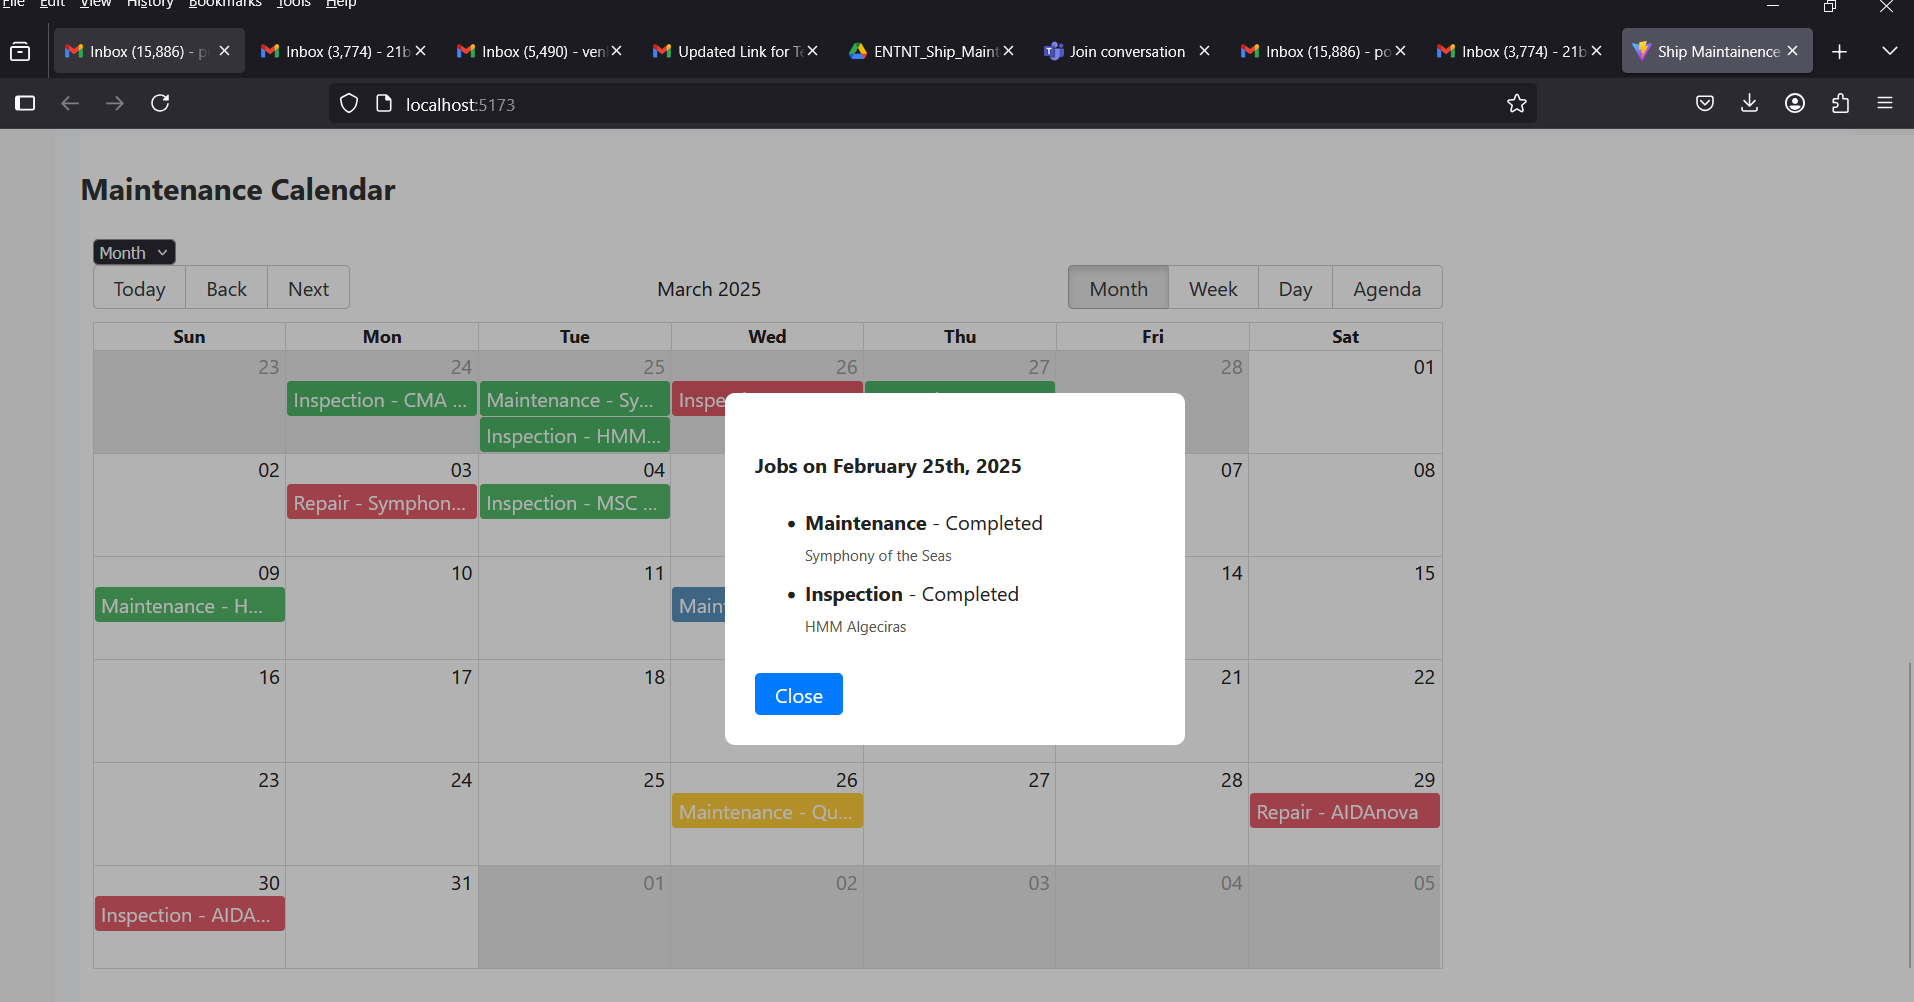 File Edit View History Bookmarks Tools Help
Inbox (15,886) - p
Inbox (3,774) - 21b
Inbox (5,490) - ven
Updated Link for Te
ENTNT_Ship_Maint
Join conversation
Inbox (15,886) - po
Inbox (3,774) - 21b
Ship Maintainence
localhost:5173
Maintenance Calendar
Month
Today Back Next
March 2025
Month Week Day Agenda
Sun Mon Tue Wed Thu Fri Sat
23 24 25 26 27 28 01
Inspection - CMA ... Maintenance - Sy... Inspe
Inspection - HMM...
02 03 04 07 08
Repair - Symphon... Inspection - MSC ...
09 10 11 14 15
Maintenance - H... Main
16 17 18 21 22
23 24 25 26 27 28 29
Maintenance - Qu... Repair - AIDAnova
30 31 01 02 03 04 05
Inspection - AIDA...
Jobs on February 25th, 2025
• Maintenance - Completed
Symphony of the Seas
• Inspection - Completed
HMM Algeciras
Close